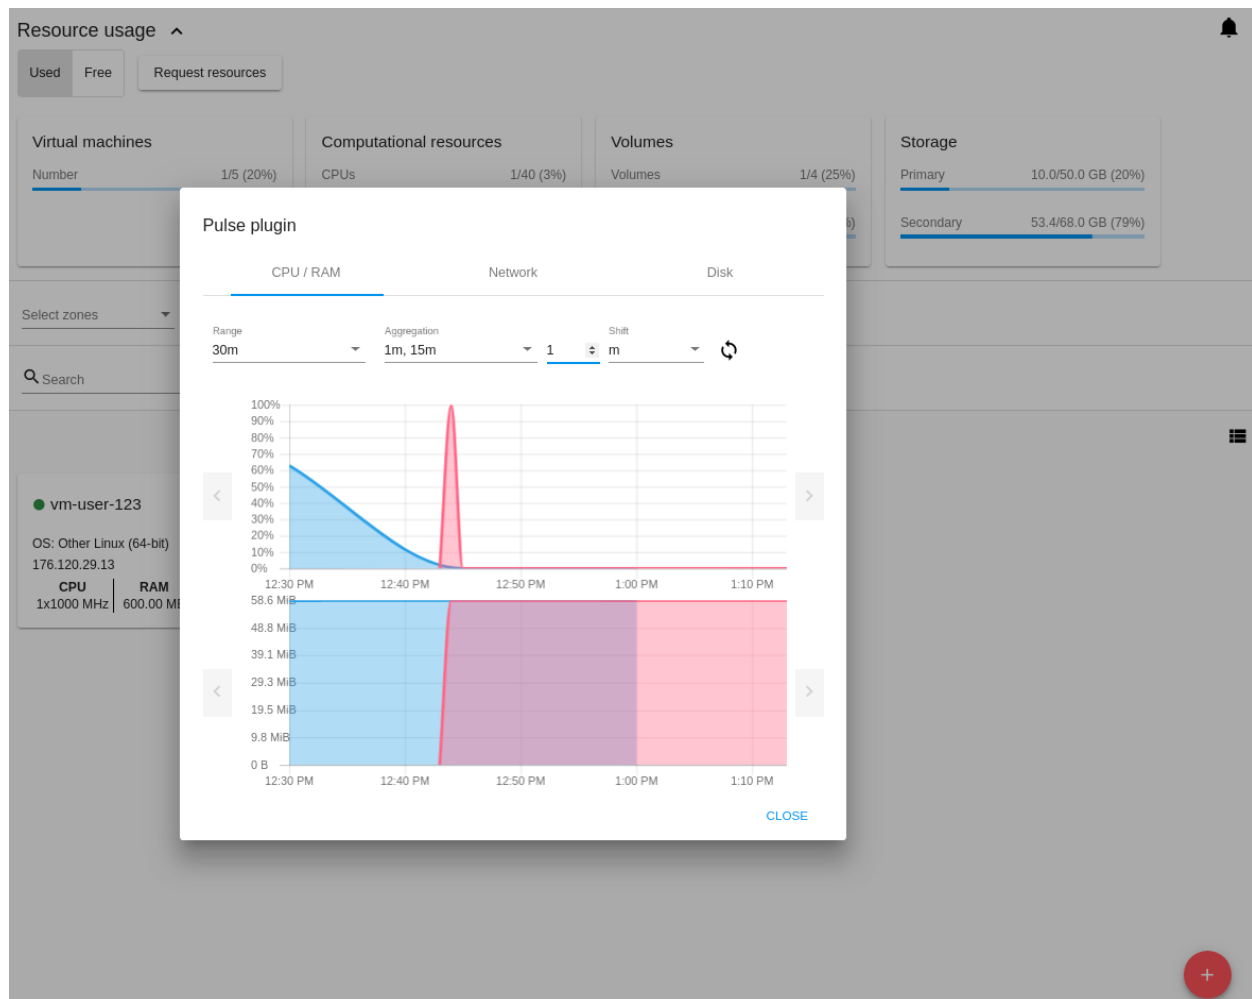 Resource usage
Used Free Request resources
Virtual machines Computational resources Volumes Storage
Number 1/5 (20%) CPUs 1/40 (3%) Volumes 1/4 (25%) Primary 10.0/50.0 GB (20%)
Secondary 53.4/68.0 GB (79%)
Pulse plugin
CPU / RAM Network Disk
Select zones
Range Aggregation Shift
30m 1m, 15m 1 m
Search
100%
90%
80%
70%
60%
50%
40%
30%
20%
10%
0%
12:30 PM 12:40 PM 12:50 PM 1:00 PM 1:10 PM
58.6 MiB
48.8 MiB
39.1 MiB
29.3 MiB
19.5 MiB
9.8 MiB
0 B
12:30 PM 12:40 PM 12:50 PM 1:00 PM 1:10 PM
CLOSE
vm-user-123
OS: Other Linux (64-bit)
176.120.29.13
CPU RAM
1x1000 MHz 600.00